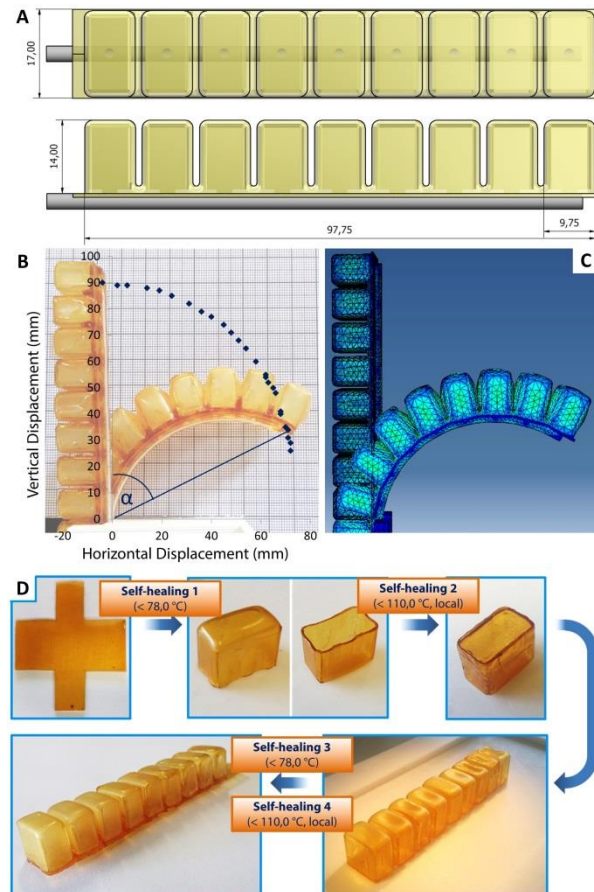 A
17,00
14,00
97,75
9,75
B
C
100
90
80
70
60
50
40
30
20
10
0
Vertical Displacement (mm)
α
-20
0
20
40
60
80
Horizontal Displacement (mm)
D
Self-healing 1
(< 78,0 °C)
Self-healing 2
(< 110,0 °C, local)
Self-healing 3
(< 78,0 °C)
Self-healing 4
(< 110,0 °C, local)